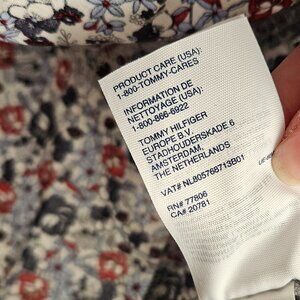 PRODUCT CARE (USA):
1-800-TOMMY-CARES
INFORMATION DE
NETTOYAGE (USA):
1-800-866-6922
TOMMY HILFIGER
EUROPE B.V.
STADHOUDERSKADE 6
AMSTERDAM,
THE NETHERLANDS
VAT# NL805768713B01
RN# 77806
CA# 20781